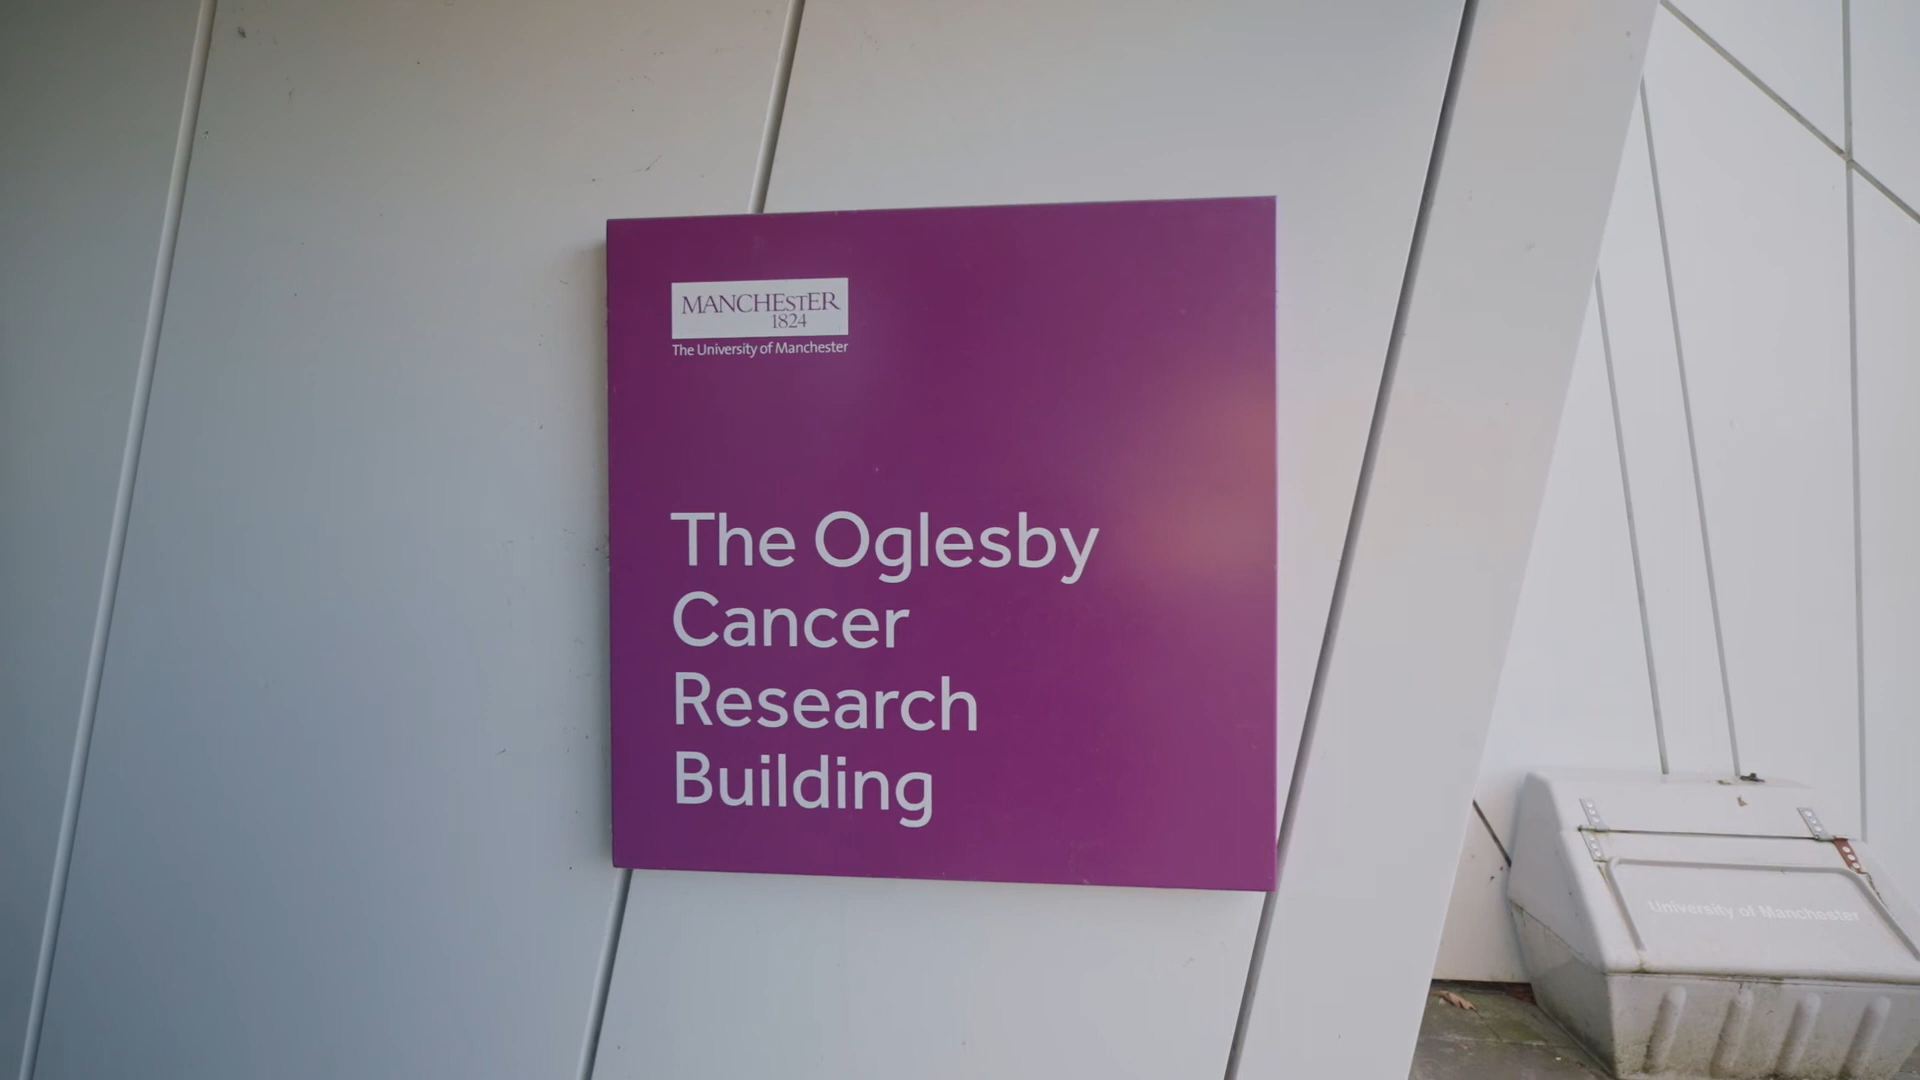 MANCHESTER
1824
The University of Manchester
The Oglesby
Cancer
Research
Building
University of Manchester